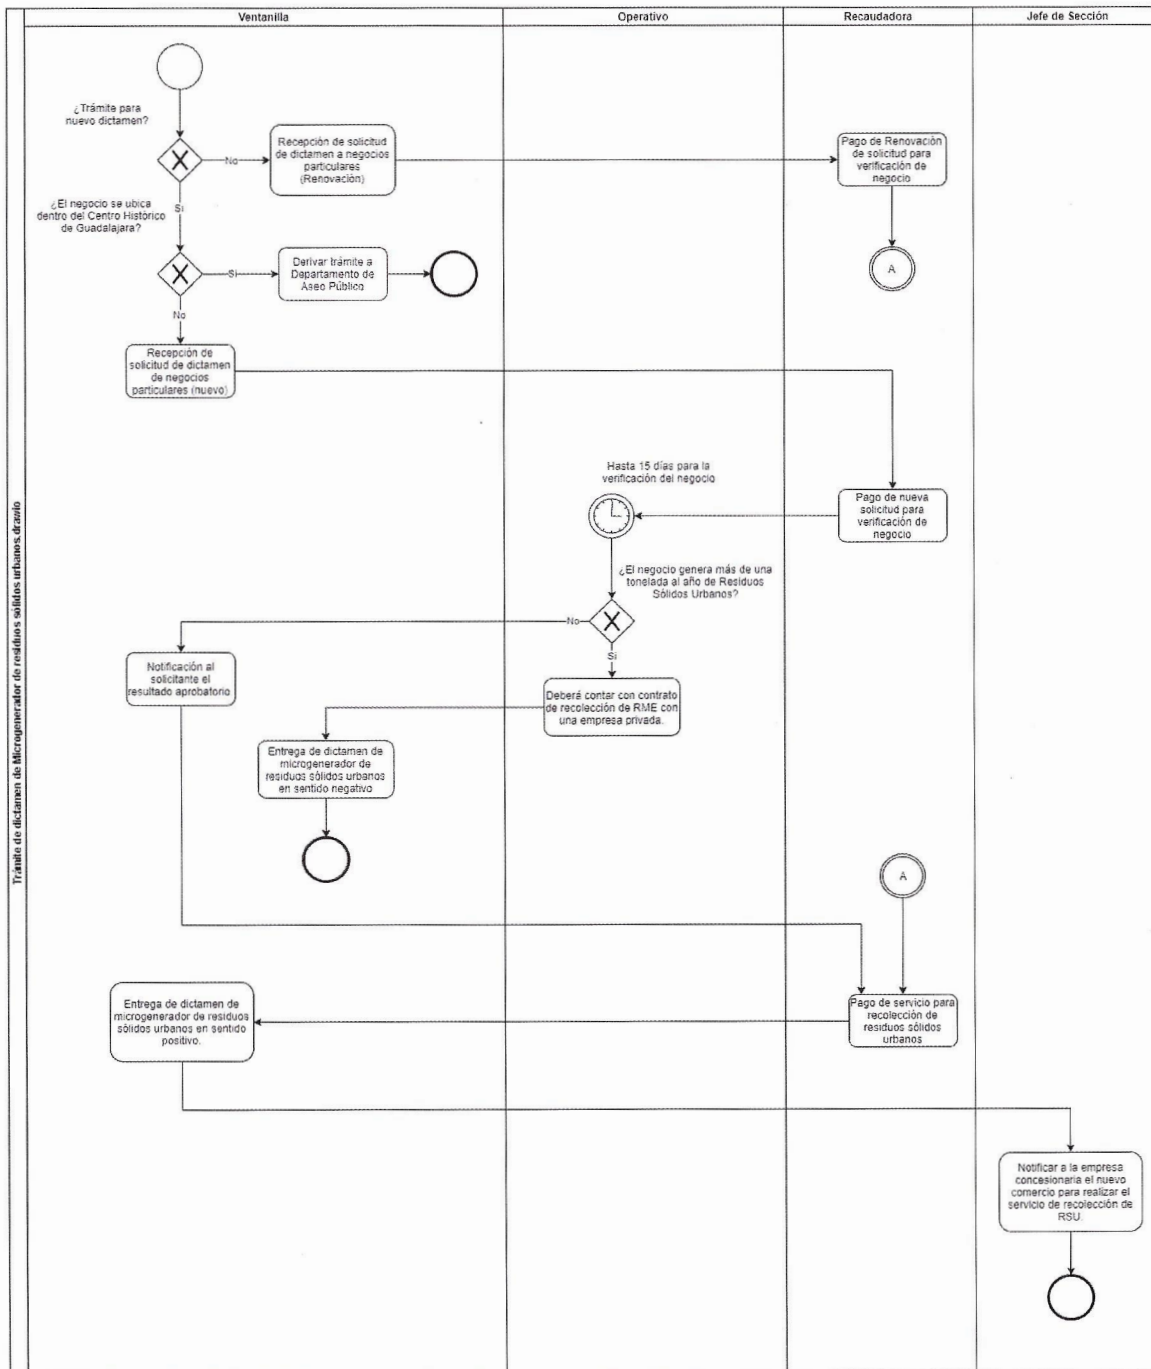 Ventanilla
Operativo
Recaudadora
Jefe de Sección
Trámite de dictamen de Microgenerador de residuos sólidos urbanos.drawio
¿Trámite para
nuevo dictamen?
No
Recepción de solicitud
de dictamen a negocios
particulares
(Renovación)
Pago de Renovación
de solicitud para
verificación de
negocio
A
Si
¿El negocio se ubica
dentro del Centro Histórico
de Guadalajara?
Si
Derivar trámite a
Departamento de
Aseo Público
No
Recepción de
solicitud de dictamen
de negocios
particulares (nuevo)
Pago de nueva
solicitud para
verificación de
negocio
Hasta 15 días para la
verificación del negocio
¿El negocio genera más de una
tonelada al año de Residuos
Sólidos Urbanos?
No
Si
Notificación al
solicitante el
resultado aprobatorio
Deberá contar con contrato
de recolección de RME con
una empresa privada.
Entrega de dictamen de
microgenerador de
residuos sólidos urbanos
en sentido negativo
A
Pago de servicio para
recolección de
residuos sólidos
urbanos
Entrega de dictamen de
microgenerador de residuos
sólidos urbanos en sentido
positivo.
Notificar a la empresa
concesionaria el nuevo
comercio para realizar el
servicio de recolección de
RSU.